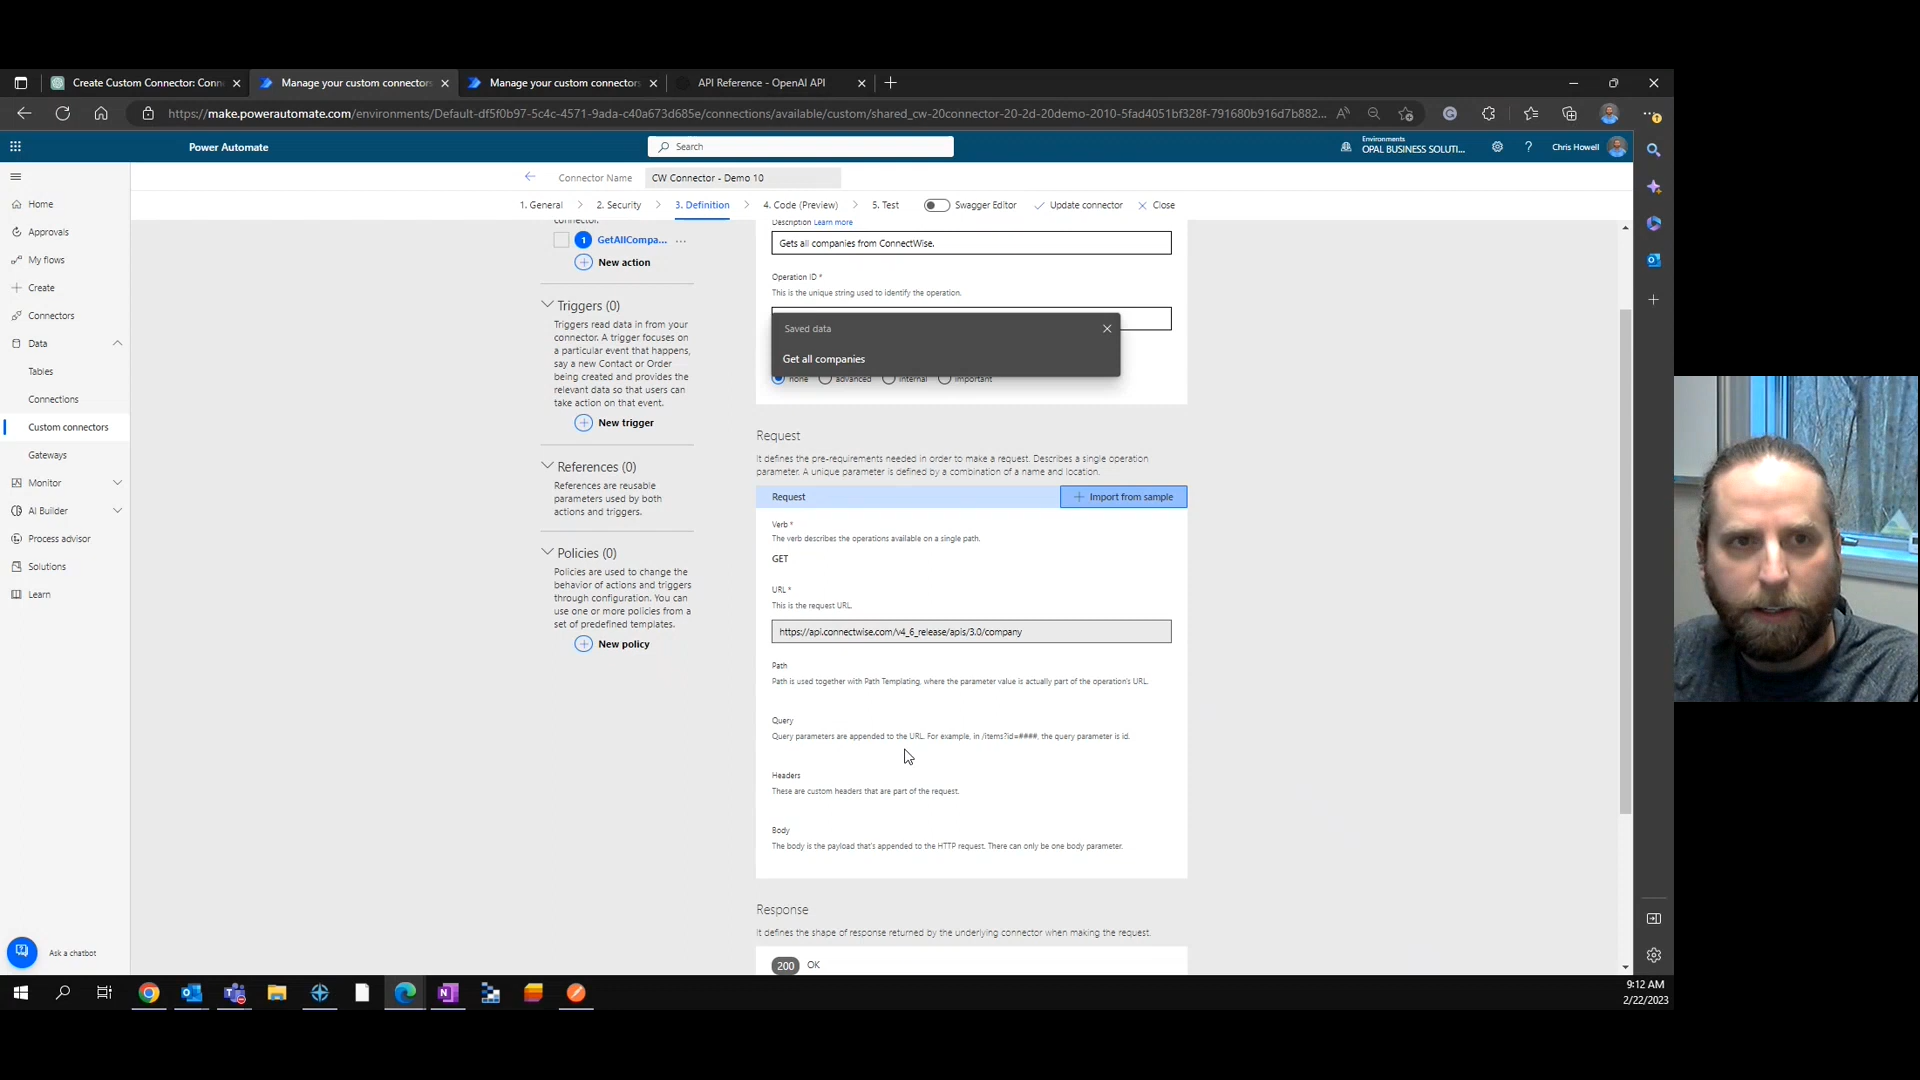 Create Custom Connector: Conn
Manage your custom connectors
Manage your custom connectors
API Reference - OpenAI API
https://make.powerautomate.com/environments/Default-df5f0b97-5c4c-4571-9ada-c40a673d685e/connections/available/custom/shared_cw-20connector-20-2d-20demo-2010-5fad4051bf328f-791680b916d7b882...
Power Automate
Search
Environments
OPAL BUSINESS SOLUTI...
Chris Howell
Connector Name
CW Connector - Demo 10
1. General
2. Security
3. Definition
4. Code (Preview)
5. Test
Swagger Editor
Update connector
Close
Home
Approvals
My flows
Create
Connectors
Data
Tables
Connections
Custom connectors
Gateways
Monitor
AI Builder
Process advisor
Solutions
Learn
Ask a chatbot
connector.
1 GetAllCompa... ...
New action
Triggers (0)
Triggers read data in from your
connector. A trigger focuses on
a particular event that happens,
say a new Contact or Order
being created and provides the
relevant data so that users can
take action on that event.
New trigger
References (0)
References are reusable
parameters used by both
actions and triggers.
Policies (0)
Policies are used to change the
behavior of actions and triggers
through configuration. You can
use one or more policies from a
set of predefined templates.
New policy
Description Learn more
Gets all companies from ConnectWise.
Operation ID *
This is the unique string used to identify the operation.
Saved data
Get all companies
none advanced internal important
Request
It defines the pre-requirements needed in order to make a request. Describes a single operation
parameter. A unique parameter is defined by a combination of a name and location.
Request
Import from sample
Verb *
The verb describes the operations available on a single path.
GET
URL *
This is the request URL.
https://api.connectwise.com/v4_6_release/apis/3.0/company
Path
Path is used together with Path Templating, where the parameter value is actually part of the operation's URL.
Query
Query parameters are appended to the URL. For example, in /items?id=####, the query parameter is id.
Headers
These are custom headers that are part of the request.
Body
The body is the payload that's appended to the HTTP request. There can only be one body parameter.
Response
It defines the shape of response returned by the underlying connector when making the request.
200 OK
9:12 AM
2/22/2023